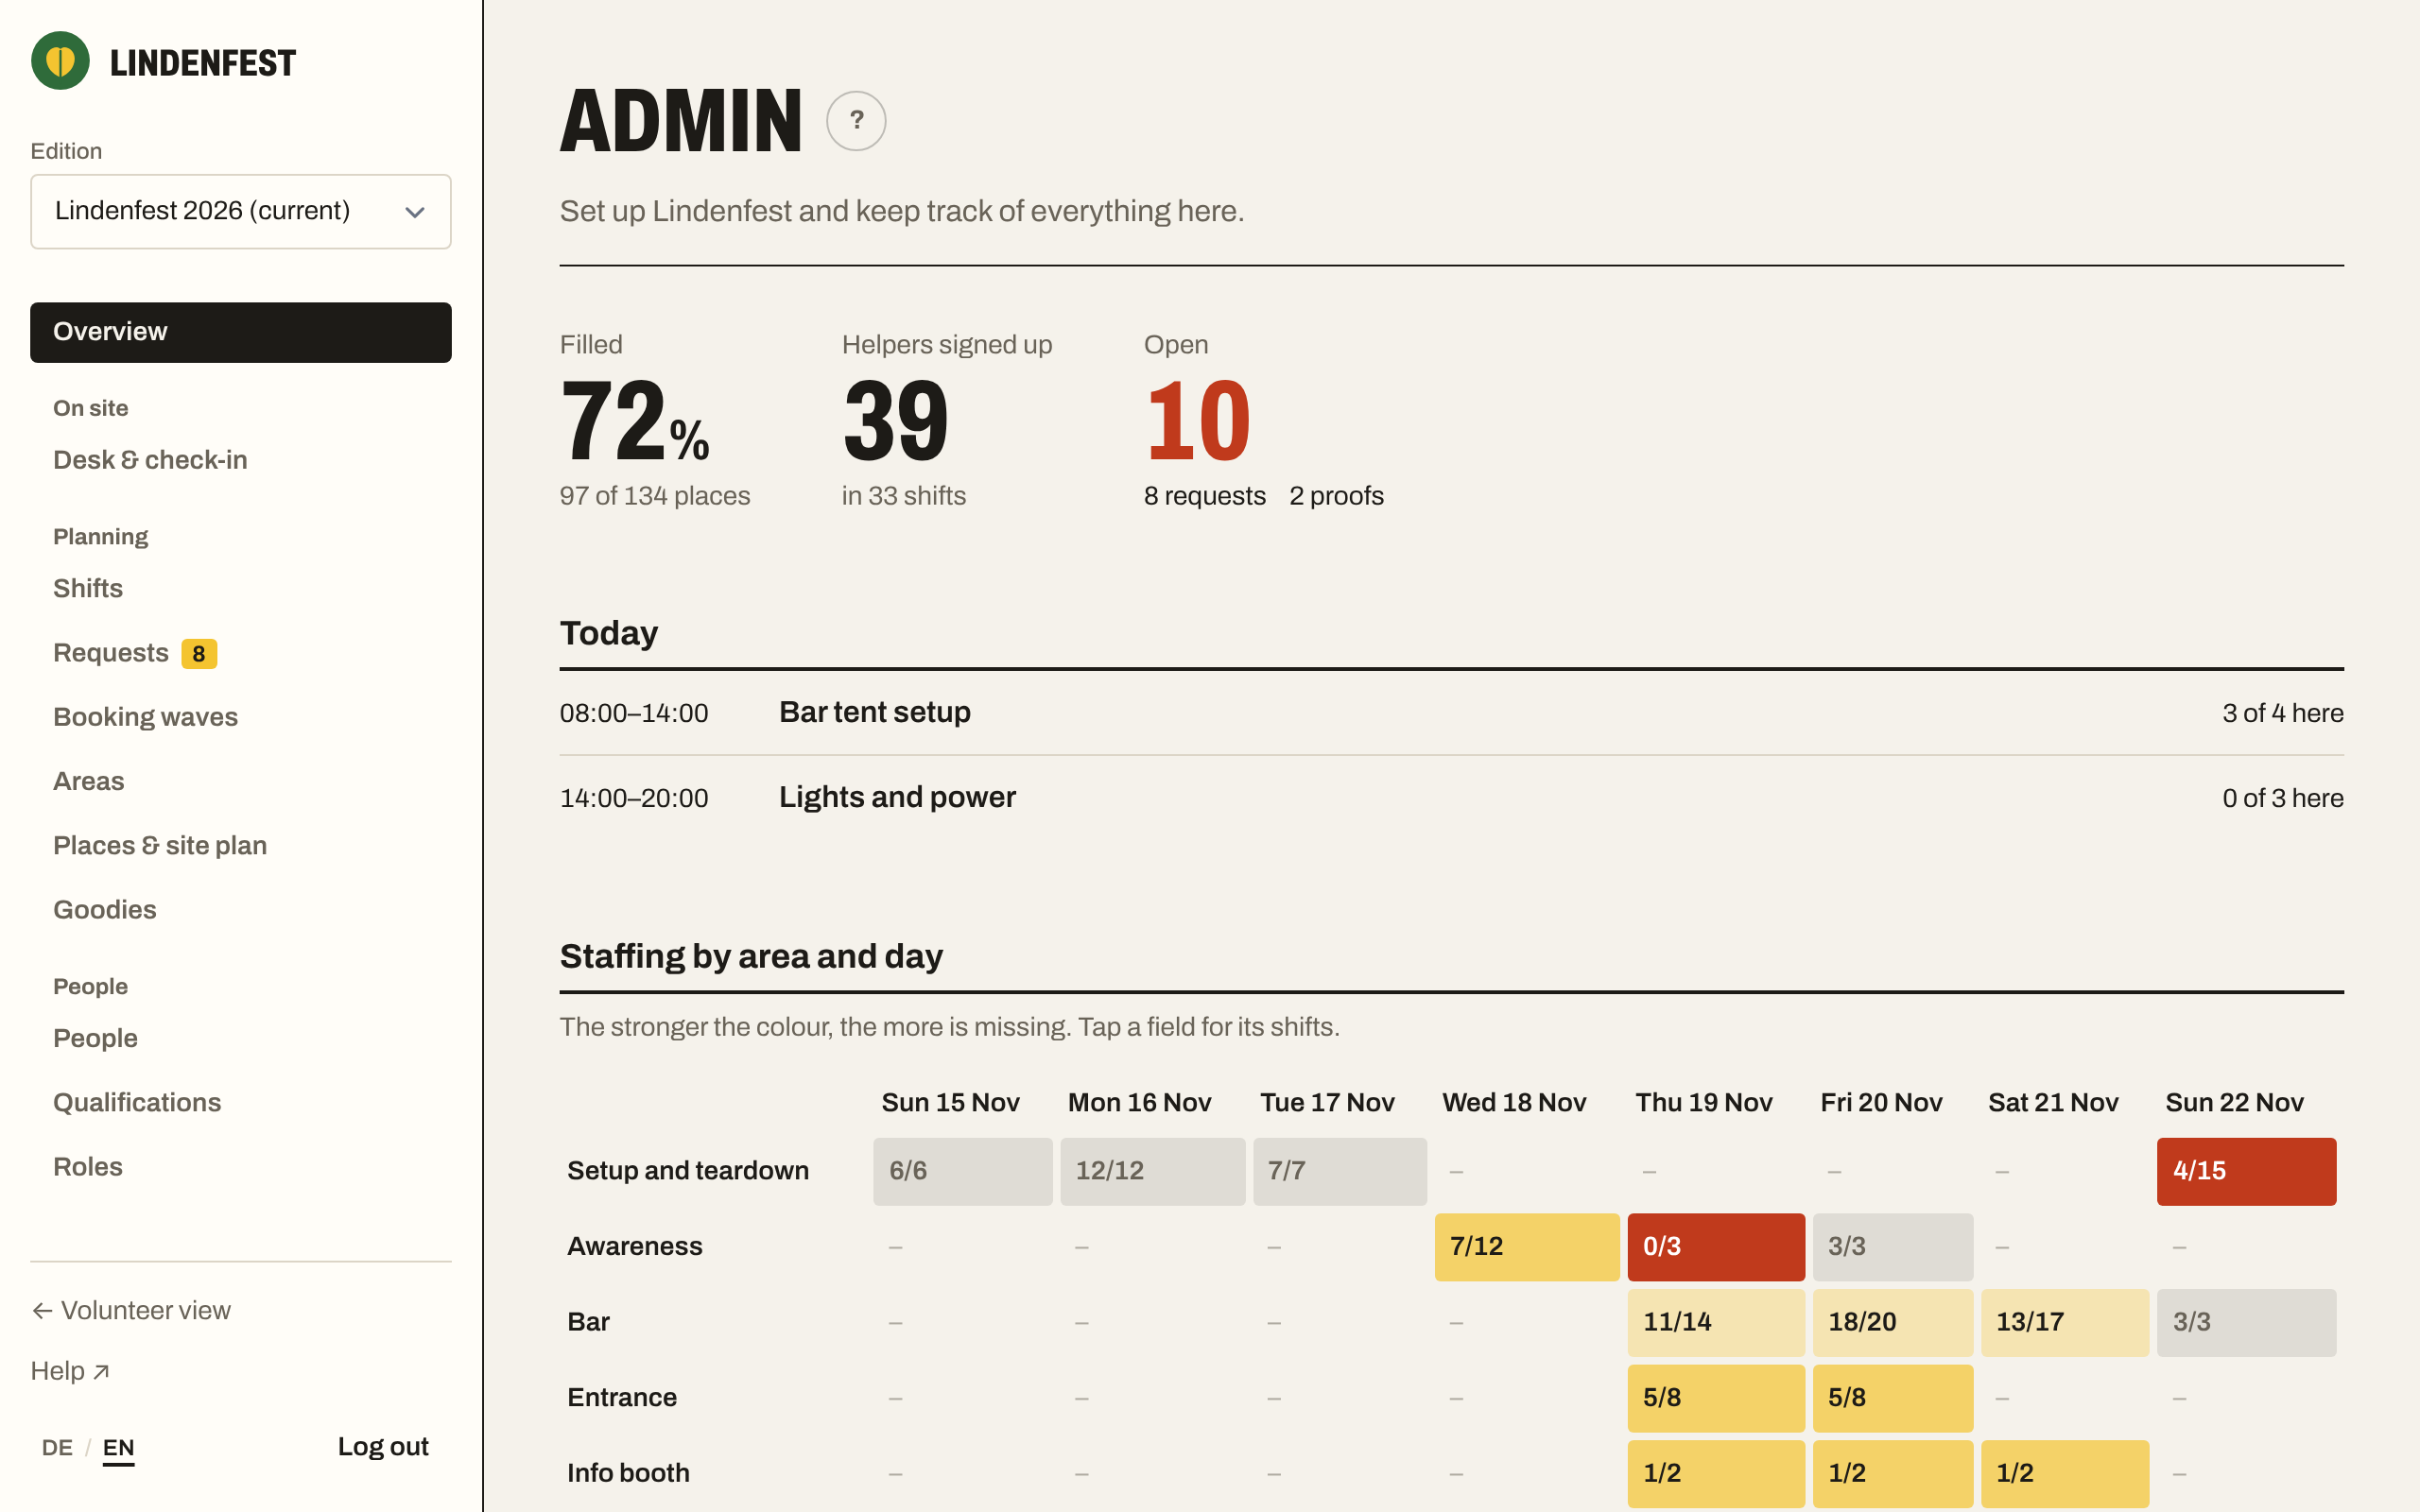 LINDENFEST
Edition
Lindenfest 2026 (current)
Overview
On site
Desk & check-in
Planning
Shifts
Requests 8
Booking waves
Areas
Places & site plan
Goodies
People
People
Qualifications
Roles
← Volunteer view
Help ↗
DE / EN Log out
ADMIN ?
Set up Lindenfest and keep track of everything here.
Filled Helpers signed up Open
72% 39 10
97 of 134 places in 33 shifts 8 requests 2 proofs
Today
08:00–14:00 Bar tent setup 3 of 4 here
14:00–20:00 Lights and power 0 of 3 here
Staffing by area and day
The stronger the colour, the more is missing. Tap a field for its shifts.
Sun 15 Nov Mon 16 Nov Tue 17 Nov Wed 18 Nov Thu 19 Nov Fri 20 Nov Sat 21 Nov Sun 22 Nov
Setup and teardown 6/6 12/12 7/7 – – – – 4/15
Awareness – – – 7/12 0/3 3/3 – –
Bar – – – – 11/14 18/20 13/17 3/3
Entrance – – – – 5/8 5/8 – –
Info booth – – – – 1/2 1/2 1/2 –